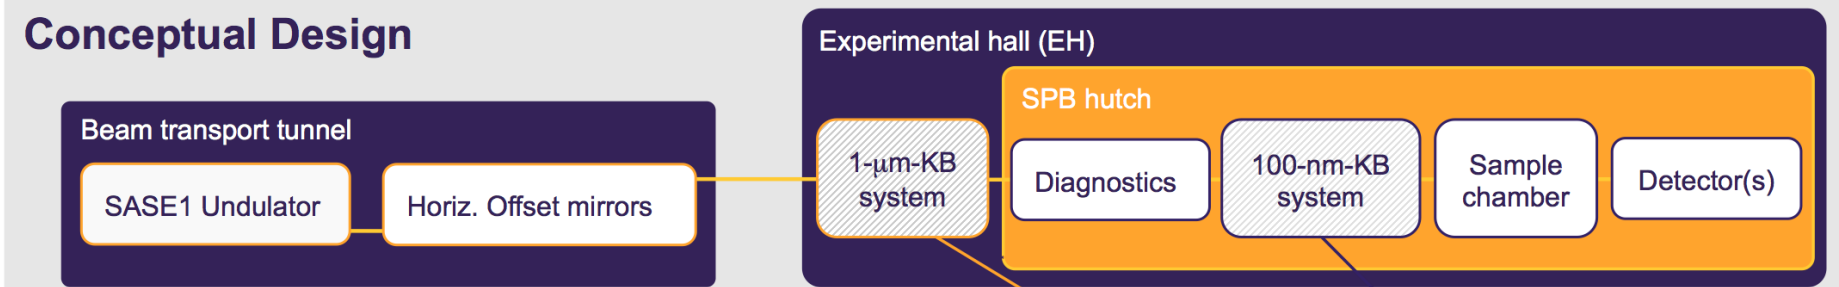 Conceptual Design
Experimental hall (EH)
SPB hutch
Beam transport tunnel
SASE1 Undulator
Horiz. Offset mirrors
1-μm-KB
system
Diagnostics
100-nm-KB
system
Sample
chamber
Detector(s)